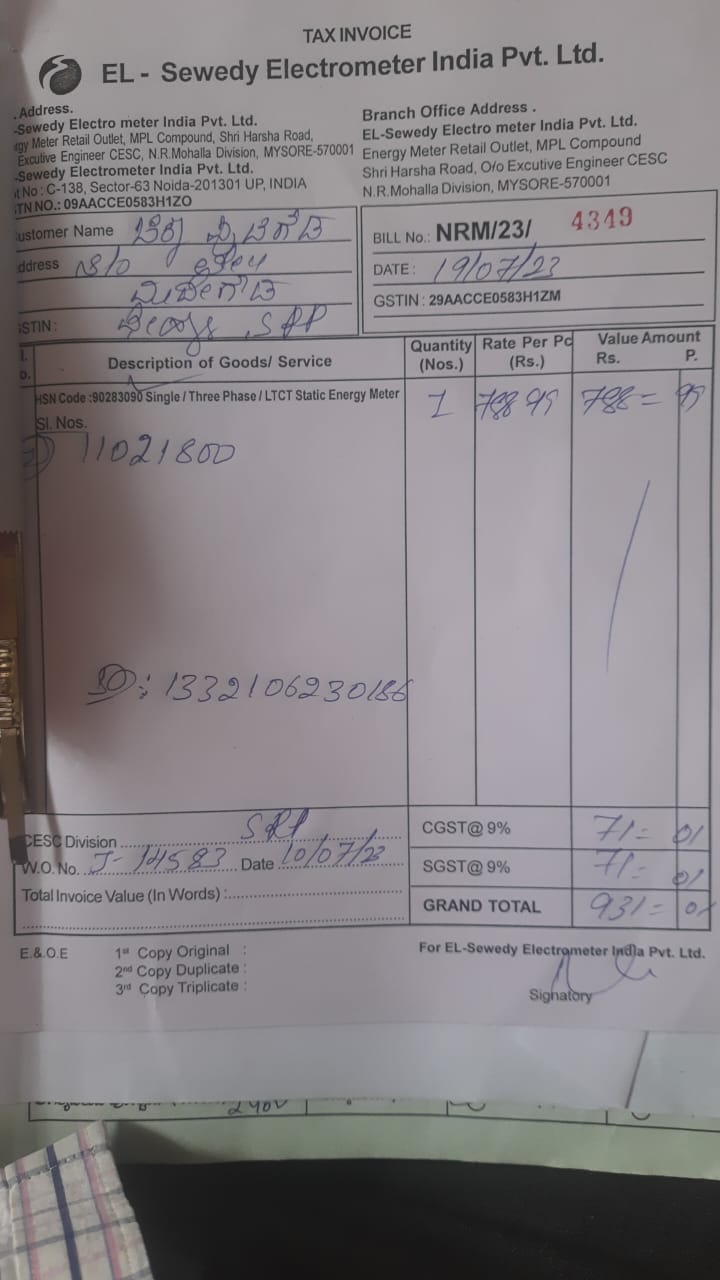 TAX INVOICE
EL - Sewedy Electrometer India Pvt. Ltd.
. Address.
-Sewedy Electro meter India Pvt. Ltd.
rgy Meter Retail Outlet, MPL Compound, Shri Harsha Road,
Excutive Engineer CESC, N.R.Mohalla Division, MYSORE-570001
-Sewedy Electrometer India Pvt. Ltd.
t No : C-138, Sector-63 Noida-201301 UP, INDIA
TN NO.: 09AACCE0583H1ZO
Branch Office Address .
EL-Sewedy Electro meter India Pvt. Ltd.
Energy Meter Retail Outlet, MPL Compound
Shri Harsha Road, O/o Excutive Engineer CESC
N.R.Mohalla Division, MYSORE-570001
ustomer Name
ddress S/o
STIN : SRP
BILL No.: NRM/23/ 4349
DATE : 19/07/23
GSTIN : 29AACCE0583H1ZM
Description of Goods/ Service
Quantity (Nos.)
Rate Per Pc (Rs.)
Value Amount
Rs. P.
HSN Code :90283090 Single / Three Phase / LTCT Static Energy Meter 1 788 99 788= 99
Sl. Nos.
11021800
: 1332106230186
CESC Division SRP
W.O. No. J-14583 Date 10/07/23
Total Invoice Value (In Words) :
CGST@ 9% 71= 01
SGST@ 9% 71= 01
GRAND TOTAL 931= 01
E.&.O.E
1st Copy Original :
2nd Copy Duplicate :
3rd Copy Triplicate :
For EL-Sewedy Electrometer India Pvt. Ltd.
Signatory